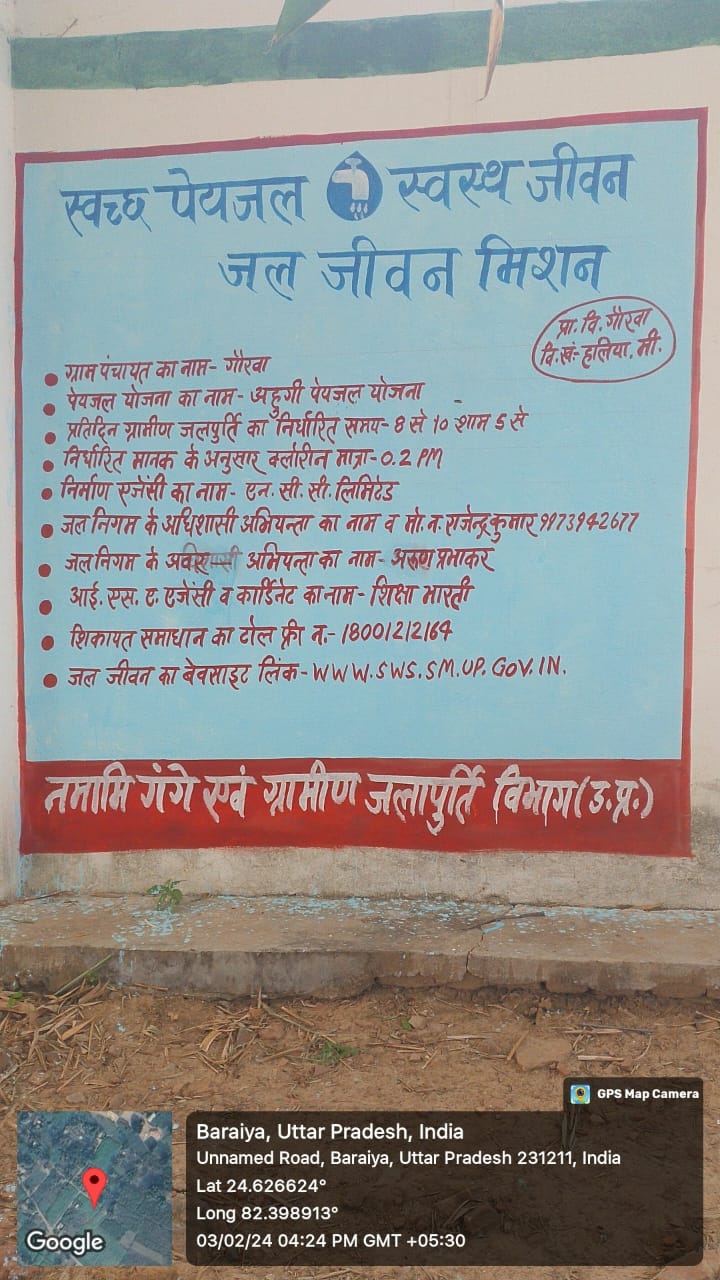 स्वच्छ पेयजल स्वस्थ जीवन
जल जीवन मिशन
प्रा. वि. गौरवा
वि.खं:- हलिया. मी.
ग्राम पंचायत का नाम- गौरवा
पेयजल योजना का नाम- अहुगी पेयजल योजना
प्रतिदिन ग्रामीण जलपुर्ति का निर्धारित समय- 8 से 10 शाम 5 से
निर्धारित मानक के अनुसार क्लोरीन मात्रा-0.2 PM
निर्माण एजेंसी का नाम- एन. सी. सी. लिमिटेड
जल निगम के अधिशासी अभियन्ता का नाम व मो.न. राजेन्द्र कुमार 9973942677
जल निगम के अभियन्ता का नाम- अरूण प्रभाकर
आई. एस. ए. एजेंसी व कार्डिनेट का नाम- शिक्षा भारती
शिकायत समाधान का टोल फ्री न.- 18001212164
जल जीवन का बेवसाइट लिंक-WWW.SWS.SM.UP.GOV.IN.
नमामि गंगे एवं ग्रामीण जलापुर्ति विभाग (उ.प्र.)
GPS Map Camera
Baraiya, Uttar Pradesh, India
Unnamed Road, Baraiya, Uttar Pradesh 231211, India
Lat 24.626624°
Long 82.398913°
03/02/24 04:24 PM GMT +05:30
Google